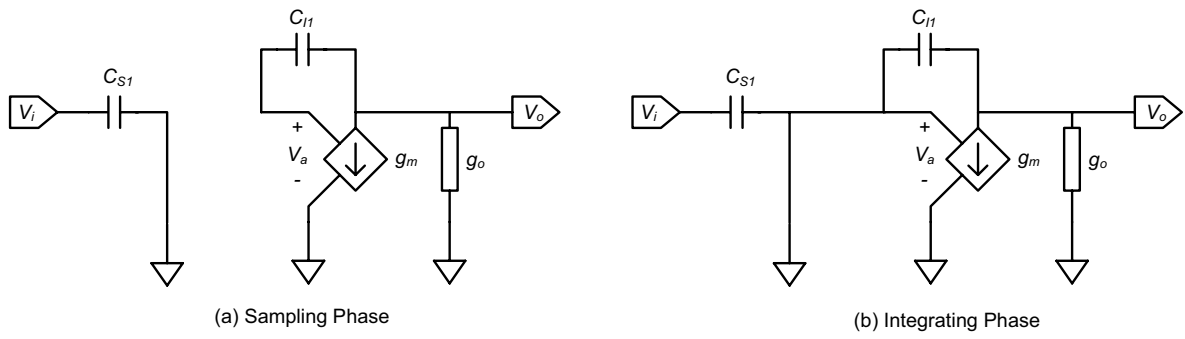 C_I1
C_S1
V_i
+
V_a
-
g_m
g_o
V_o
(a) Sampling Phase
C_I1
C_S1
V_i
+
V_a
-
g_m
g_o
V_o
(b) Integrating Phase